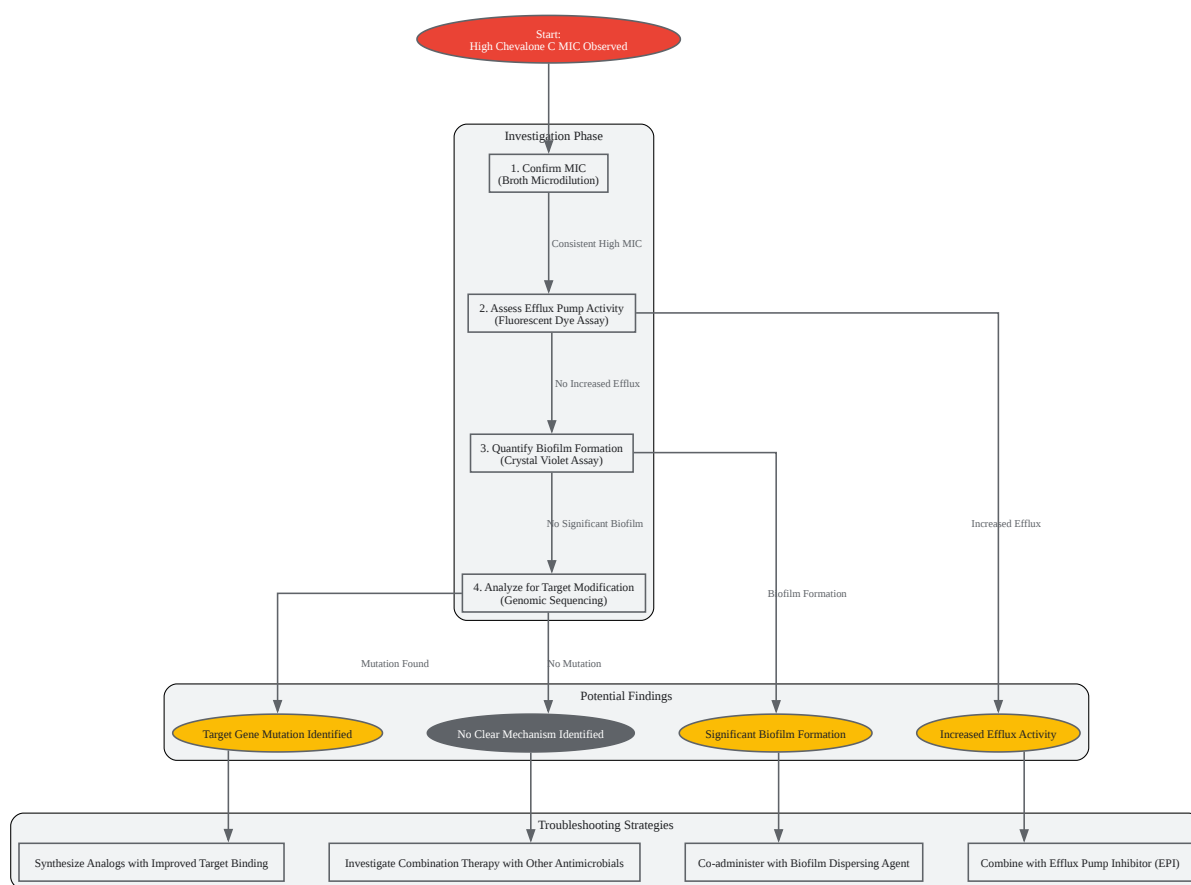 Start:
High Chevalone C MIC Observed
Investigation Phase
1. Confirm MIC
(Broth Microdilution)
Consistent High MIC
2. Assess Efflux Pump Activity
(Fluorescent Dye Assay)
No Increased Efflux
3. Quantify Biofilm Formation
(Crystal Violet Assay)
No Significant Biofilm
Increased Efflux
4. Analyze for Target Modification
(Genomic Sequencing)
Biofilm Formation
Mutation Found
No Mutation
Potential Findings
Target Gene Mutation Identified
No Clear Mechanism Identified
Significant Biofilm Formation
Increased Efflux Activity
Troubleshooting Strategies
Synthesize Analogs with Improved Target Binding
Investigate Combination Therapy with Other Antimicrobials
Co-administer with Biofilm Dispersing Agent
Combine with Efflux Pump Inhibitor (EPI)